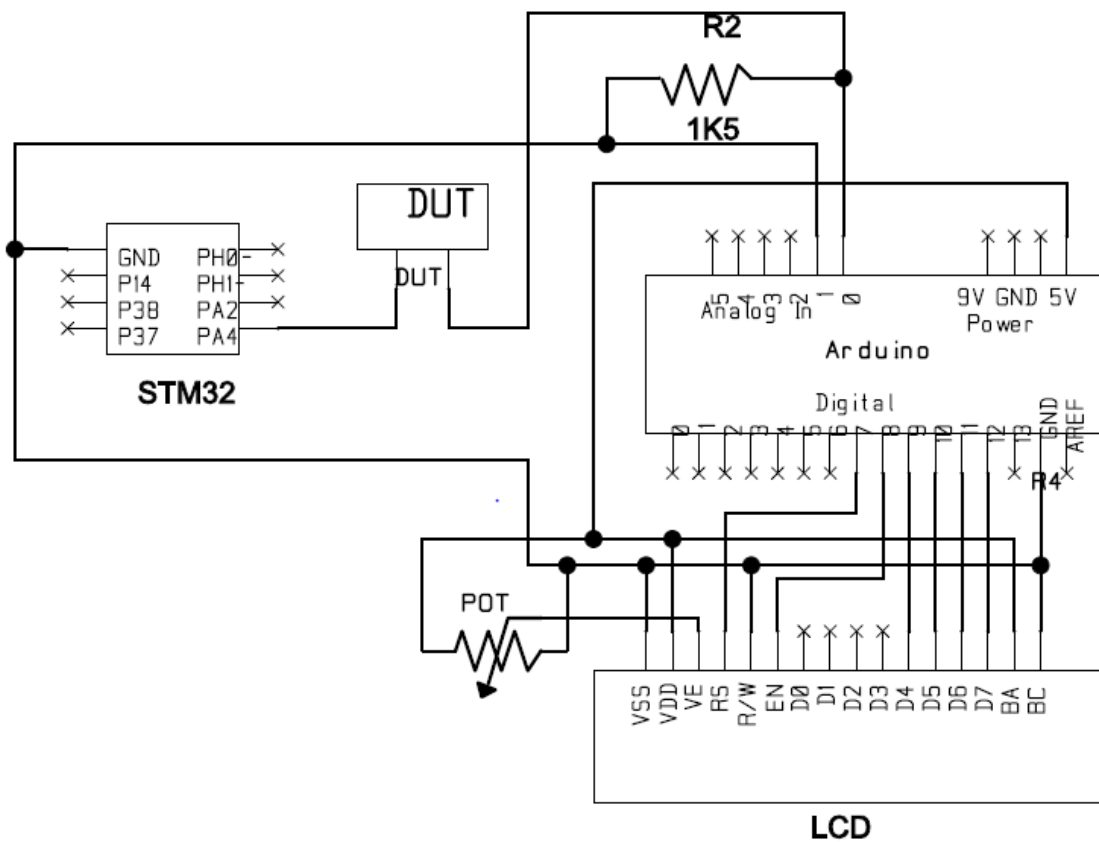 R2
1K5
DUT
DUT
GND PH0-
P14 PH1-
P38 PA2
P37 PA4
STM32
5 4 3 2 1 0
Analog In
9V GND 5V
Power
Arduino
Digital
0 1 2 3 4 5 6 7 8 9 10 11 12 13 GND AREF
R4
POT
VSS VDD VE RS R/W EN D0 D1 D2 D3 D4 D5 D6 D7 BA BC
LCD